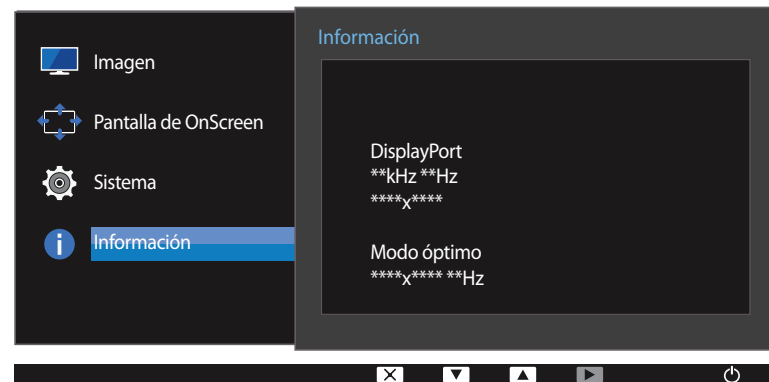 Imagen
Pantalla de OnScreen
Sistema
Información
Información
DisplayPort
**kHz **Hz
****x****
Modo óptimo
****x**** **Hz